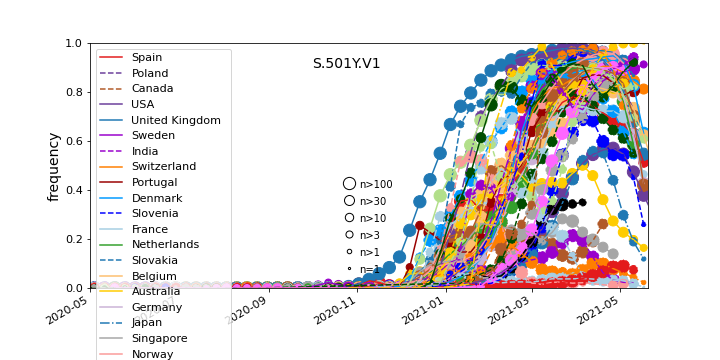 S.501Y.V1
frequency
1.0
0.8
0.6
0.4
0.2
0.0
2020-05
2020-09
2020-11
2021-01
2021-03
2021-05
Spain
Poland
Canada
USA
United Kingdom
Sweden
India
Switzerland
Portugal
Denmark
Slovenia
France
Netherlands
Slovakia
Belgium
Australia
Germany
Japan
Singapore
Norway
n>100
n>30
n>10
n>3
n>1
n=1